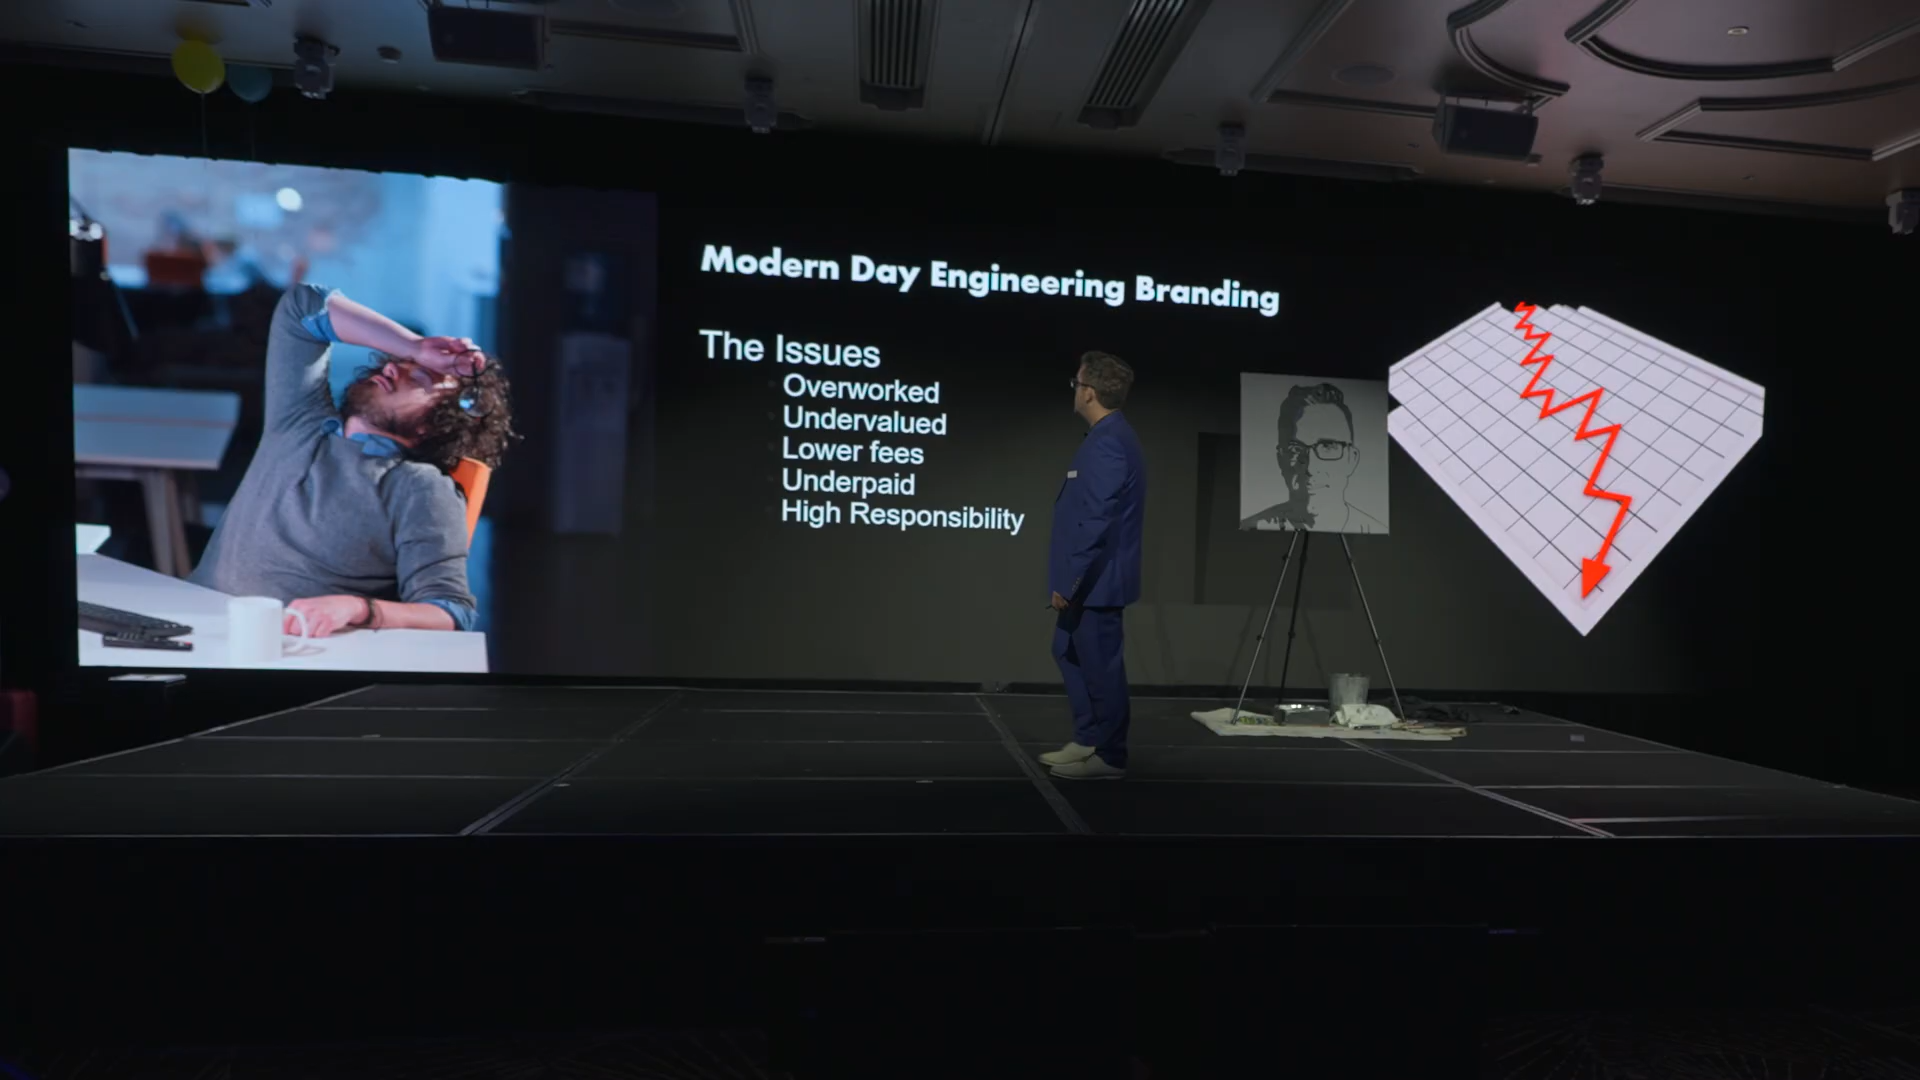 Modern Day Engineering Branding
The Issues
Overworked
Undervalued
Lower fees
Underpaid
High Responsibility